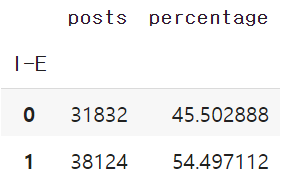 posts percentage
I-E
0 31832 45.502888
1 38124 54.497112